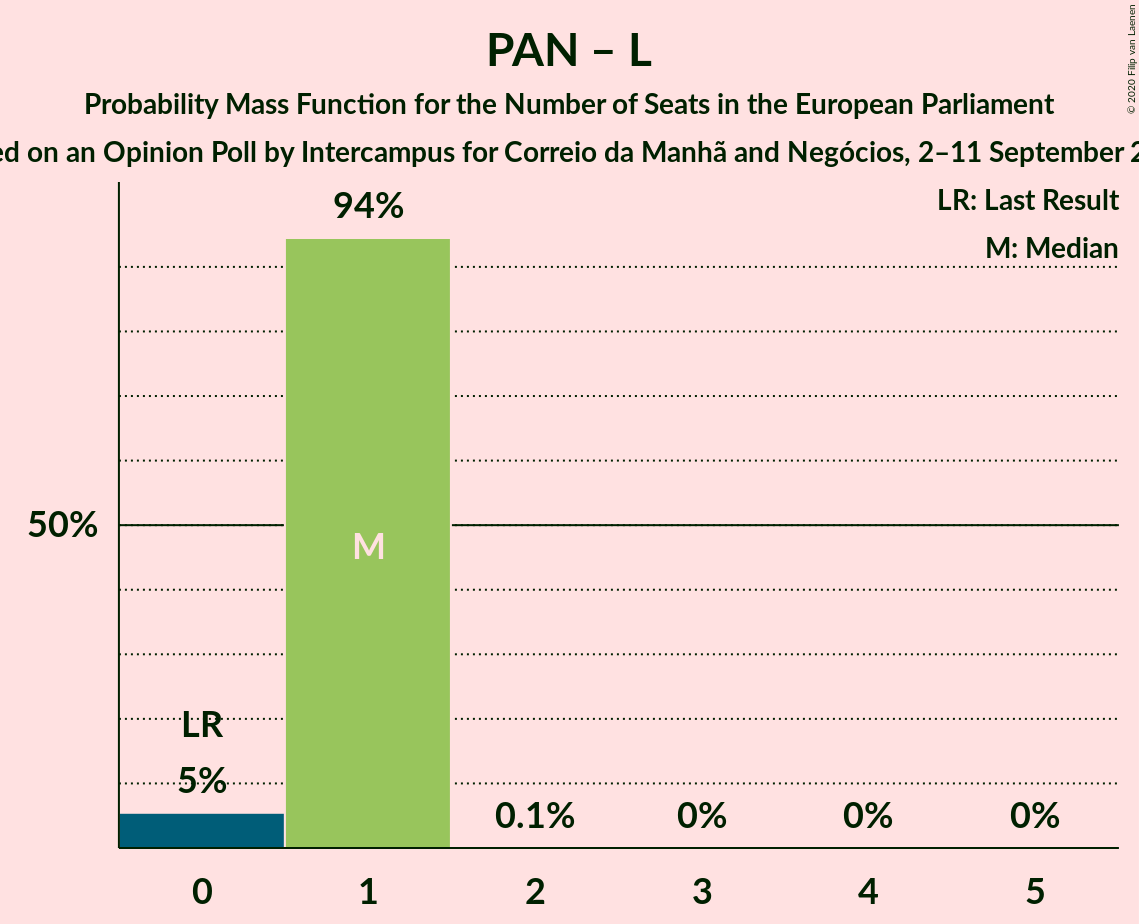 PAN – L
Probability Mass Function for the Number of Seats in the European Parliament
on an Opinion Poll by Intercampus for Correio da Manhã and Negócios, 2–11 September
© 2020 Filip van Laenen
LR: Last Result
M: Median
94%
50%
M
LR
5%
0.1%
0%
0%
0%
0
1
2
3
4
5